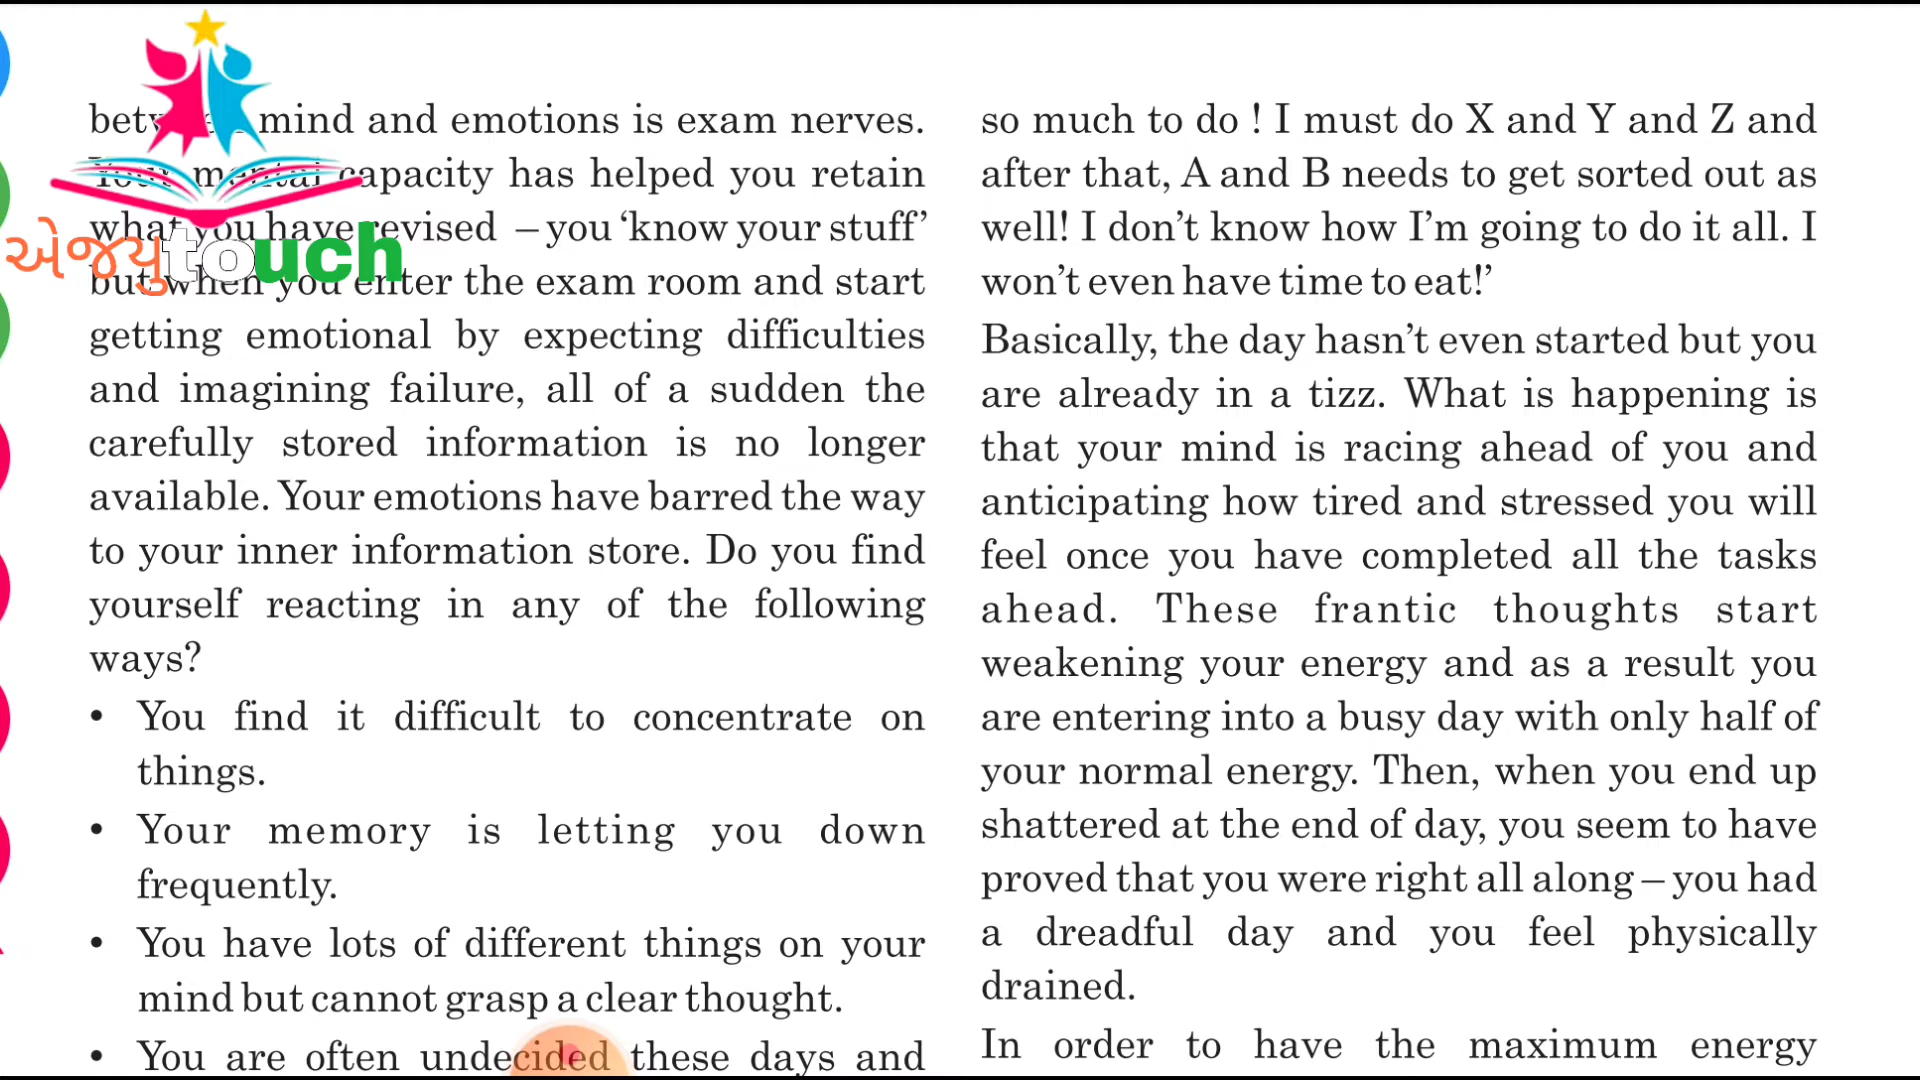 between mind and emotions is exam nerves.
Your mental capacity has helped you retain
what you have revised – you ‘know your stuff’
but when you enter the exam room and start
getting emotional by expecting difficulties
and imagining failure, all of a sudden the
carefully stored information is no longer
available. Your emotions have barred the way
to your inner information store. Do you find
yourself reacting in any of the following
ways?
• You find it difficult to concentrate on
things.
• Your memory is letting you down
frequently.
• You have lots of different things on your
mind but cannot grasp a clear thought.
• You are often undecided these days and
so much to do ! I must do X and Y and Z and
after that, A and B needs to get sorted out as
well! I don’t know how I’m going to do it all. I
won’t even have time to eat!’
Basically, the day hasn’t even started but you
are already in a tizz. What is happening is
that your mind is racing ahead of you and
anticipating how tired and stressed you will
feel once you have completed all the tasks
ahead. These frantic thoughts start
weakening your energy and as a result you
are entering into a busy day with only half of
your normal energy. Then, when you end up
shattered at the end of day, you seem to have
proved that you were right all along – you had
a dreadful day and you feel physically
drained.
In order to have the maximum energy
એજ્યુtouch